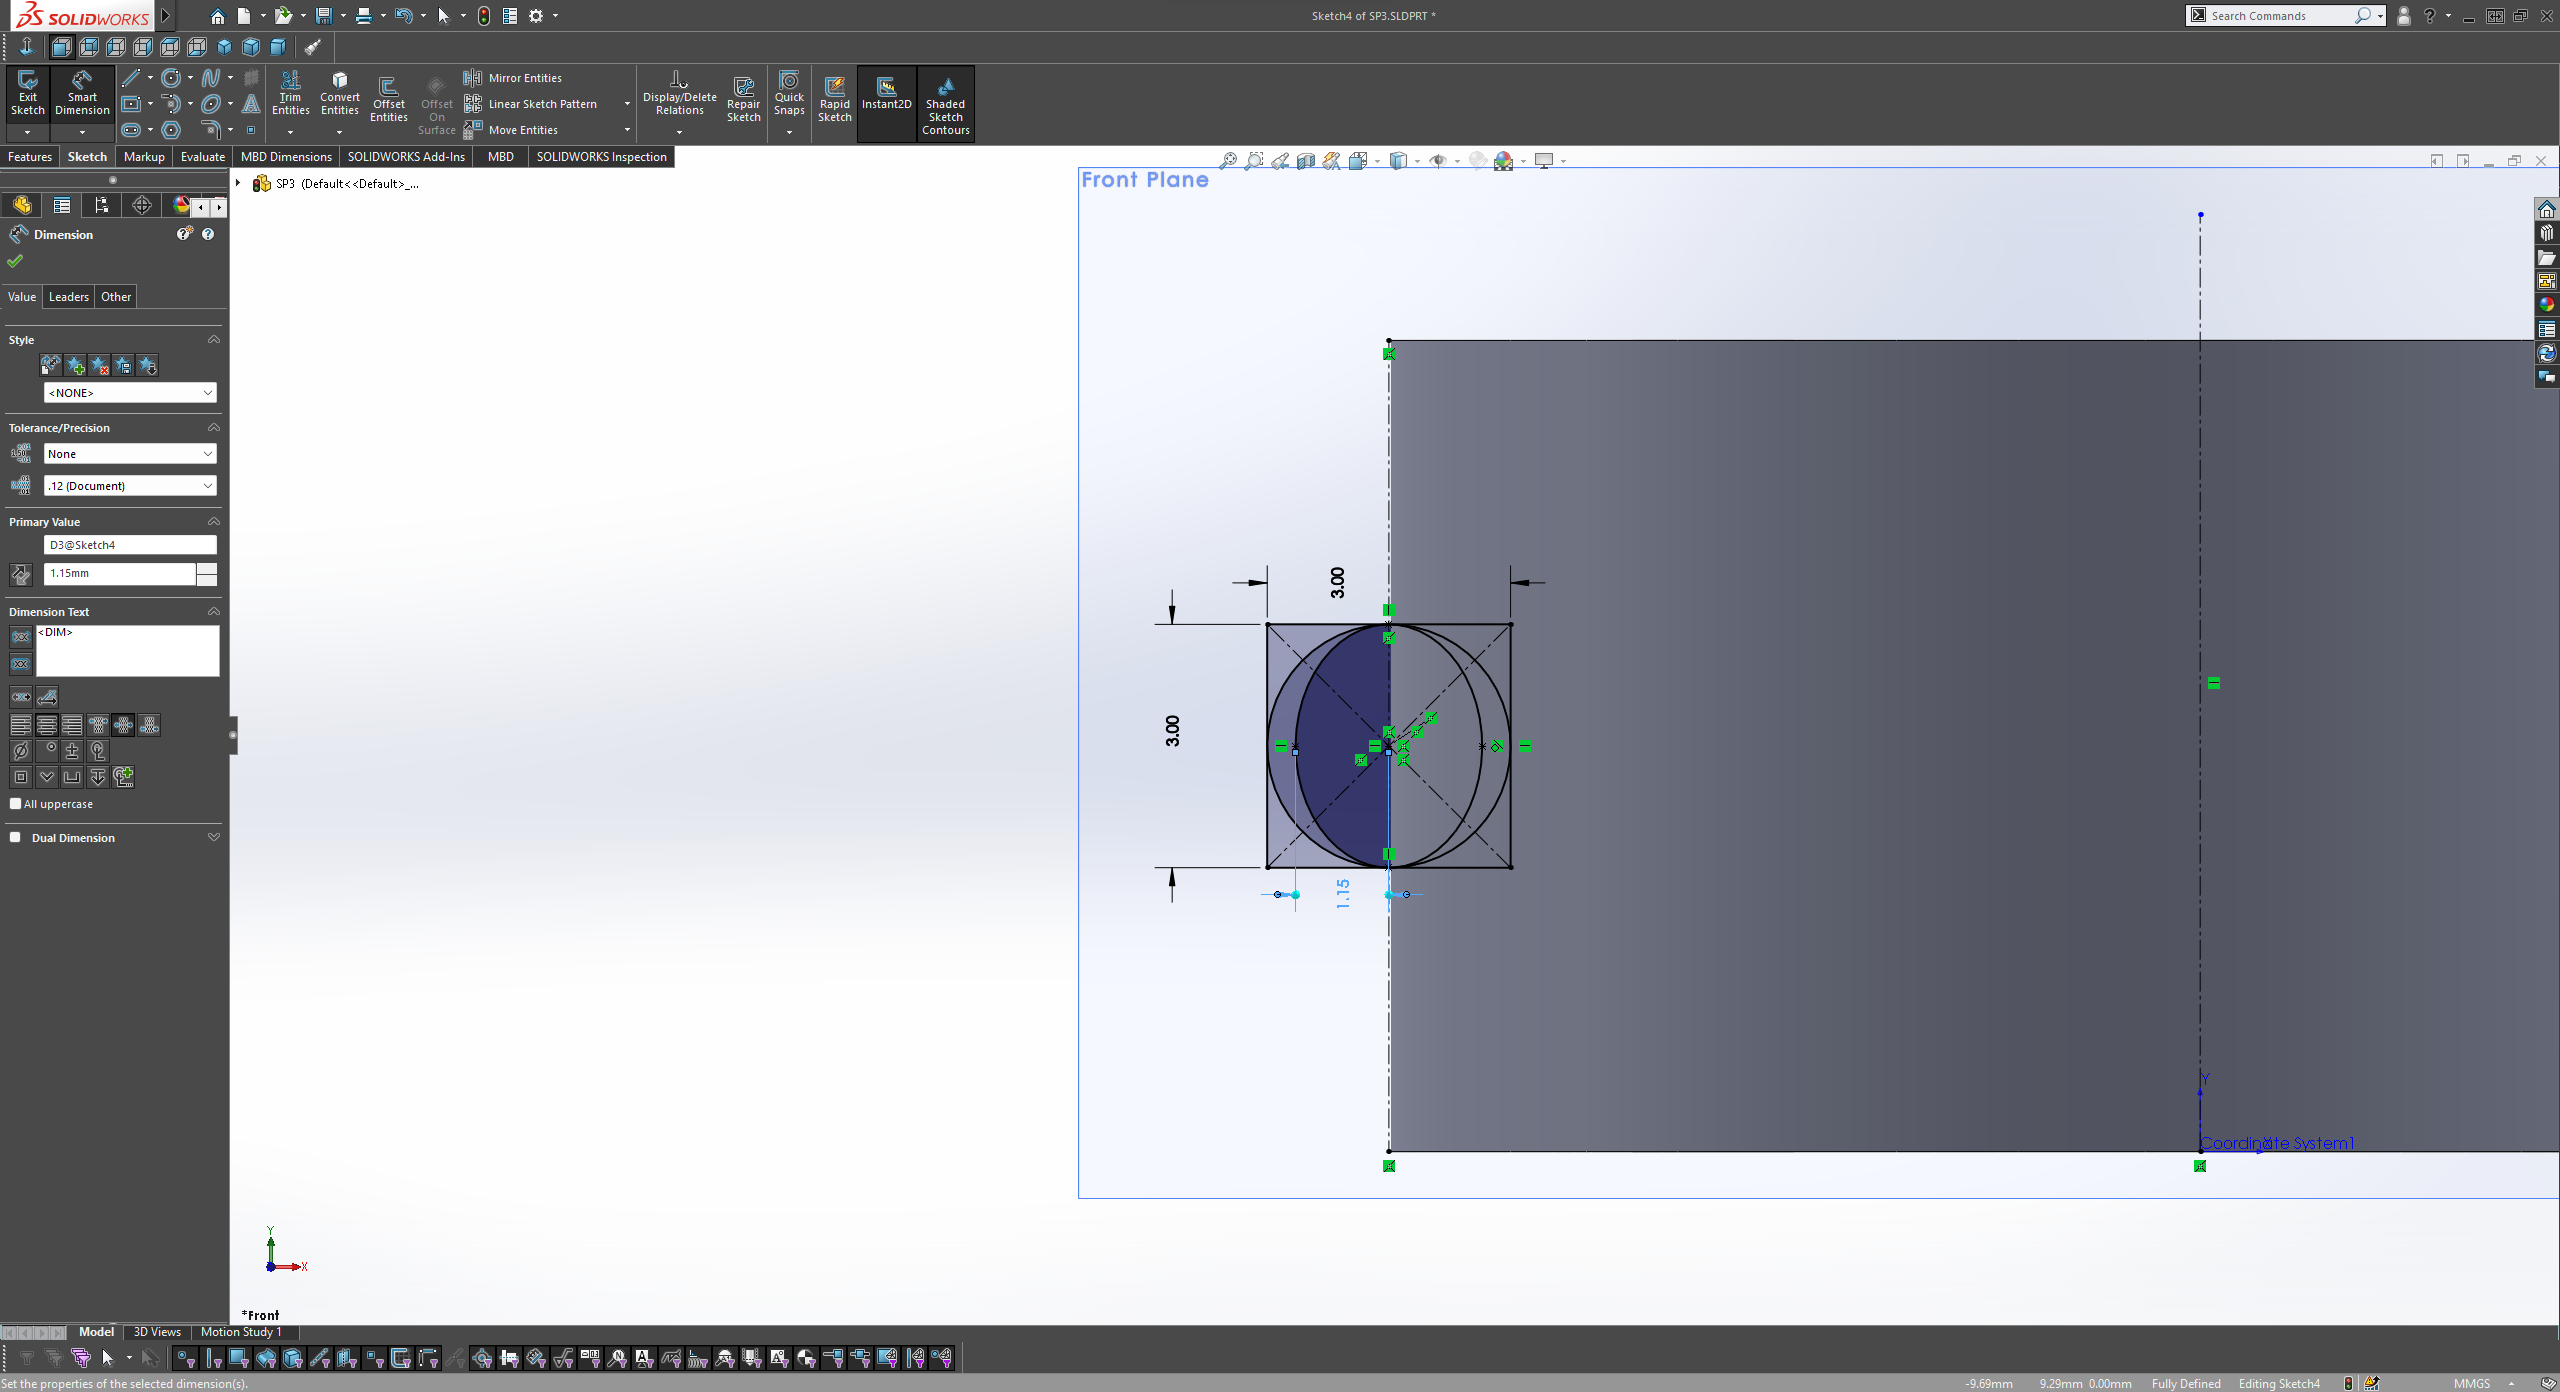 SOLIDWORKS
Sketch4 of SP3.SLDPRT *
Search Commands
Exit Sketch
Smart Dimension
Trim Entities
Convert Entities
Offset Entities
Offset On Surface
Mirror Entities
Linear Sketch Pattern
Move Entities
Display/Delete Relations
Repair Sketch
Quick Snaps
Rapid Sketch
Instant2D
Shaded Sketch Contours
Features
Sketch
Markup
Evaluate
MBD Dimensions
SOLIDWORKS Add-Ins
MBD
SOLIDWORKS Inspection
SP3 (Default<<Default>_...
Front Plane
Dimension
Value
Leaders
Other
Style
<NONE>
Tolerance/Precision
None
.12 (Document)
Primary Value
D3@Sketch4
1.15mm
Dimension Text
<DIM>
All uppercase
Dual Dimension
3.00
3.00
1.15
Y
Coordinate System1
Y
X
*Front
Model
3D Views
Motion Study 1
Set the properties of the selected dimension(s).
-9.69mm
9.29mm
0.00mm
Fully Defined
Editing Sketch4
MMGS